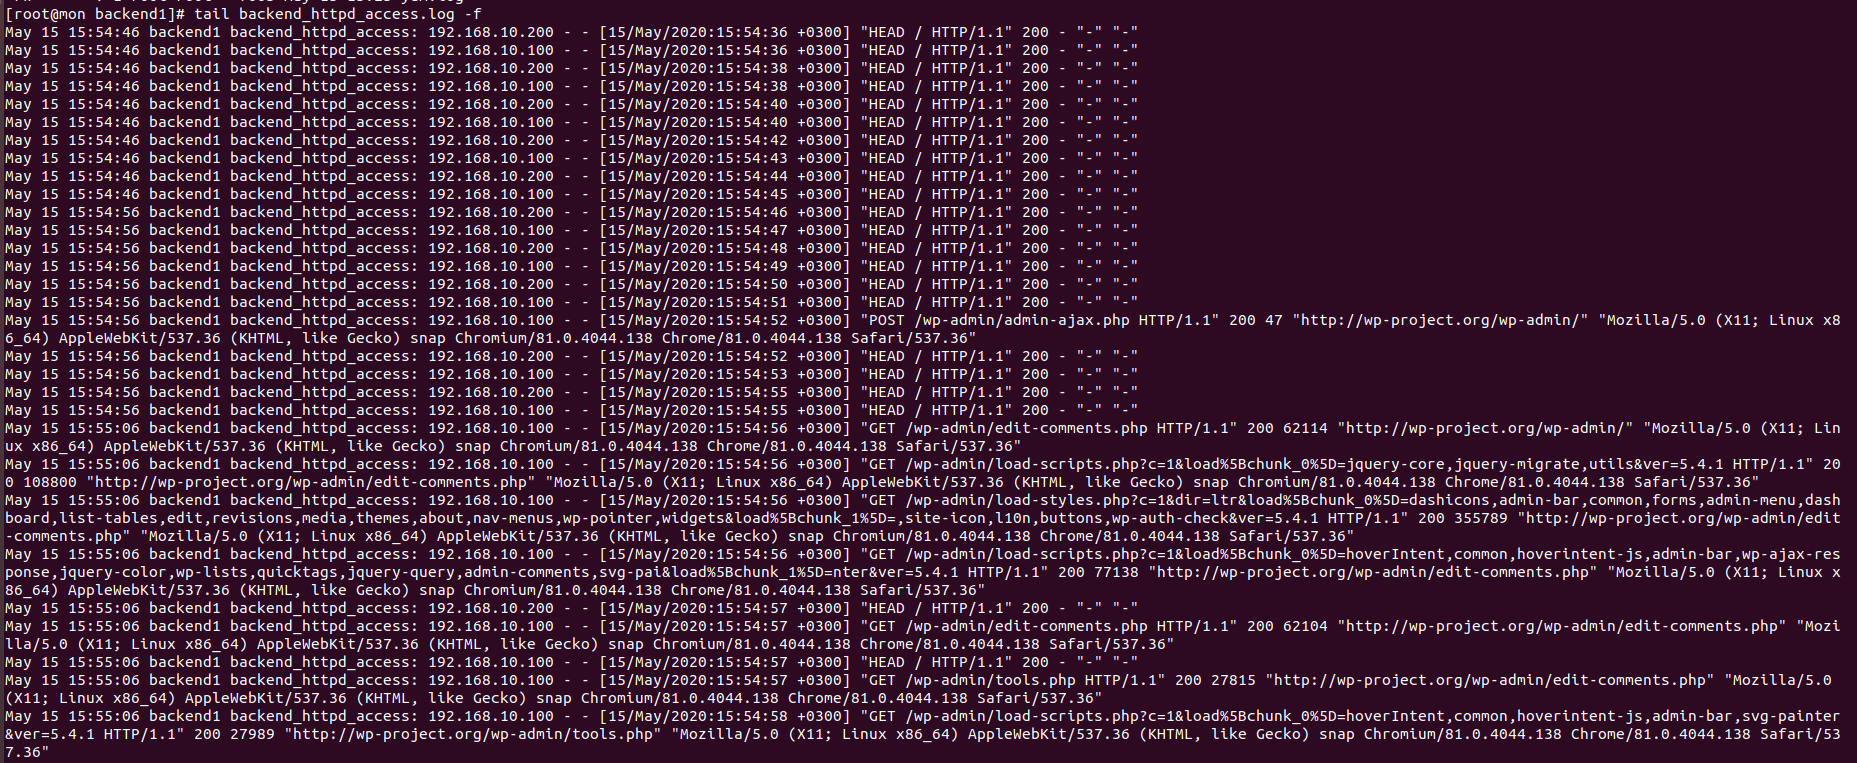 [root@mon backend1]# tail backend_httpd_access.log -f
May 15 15:54:46 backend1 backend_httpd_access: 192.168.10.200 - - [15/May/2020:15:54:36 +0300] "HEAD / HTTP/1.1" 200 - "-" "-"
May 15 15:54:46 backend1 backend_httpd_access: 192.168.10.100 - - [15/May/2020:15:54:36 +0300] "HEAD / HTTP/1.1" 200 - "-" "-"
May 15 15:54:46 backend1 backend_httpd_access: 192.168.10.200 - - [15/May/2020:15:54:38 +0300] "HEAD / HTTP/1.1" 200 - "-" "-"
May 15 15:54:46 backend1 backend_httpd_access: 192.168.10.100 - - [15/May/2020:15:54:38 +0300] "HEAD / HTTP/1.1" 200 - "-" "-"
May 15 15:54:46 backend1 backend_httpd_access: 192.168.10.200 - - [15/May/2020:15:54:40 +0300] "HEAD / HTTP/1.1" 200 - "-" "-"
May 15 15:54:46 backend1 backend_httpd_access: 192.168.10.100 - - [15/May/2020:15:54:40 +0300] "HEAD / HTTP/1.1" 200 - "-" "-"
May 15 15:54:46 backend1 backend_httpd_access: 192.168.10.200 - - [15/May/2020:15:54:42 +0300] "HEAD / HTTP/1.1" 200 - "-" "-"
May 15 15:54:46 backend1 backend_httpd_access: 192.168.10.100 - - [15/May/2020:15:54:43 +0300] "HEAD / HTTP/1.1" 200 - "-" "-"
May 15 15:54:46 backend1 backend_httpd_access: 192.168.10.200 - - [15/May/2020:15:54:44 +0300] "HEAD / HTTP/1.1" 200 - "-" "-"
May 15 15:54:46 backend1 backend_httpd_access: 192.168.10.100 - - [15/May/2020:15:54:45 +0300] "HEAD / HTTP/1.1" 200 - "-" "-"
May 15 15:54:56 backend1 backend_httpd_access: 192.168.10.200 - - [15/May/2020:15:54:46 +0300] "HEAD / HTTP/1.1" 200 - "-" "-"
May 15 15:54:56 backend1 backend_httpd_access: 192.168.10.100 - - [15/May/2020:15:54:47 +0300] "HEAD / HTTP/1.1" 200 - "-" "-"
May 15 15:54:56 backend1 backend_httpd_access: 192.168.10.200 - - [15/May/2020:15:54:48 +0300] "HEAD / HTTP/1.1" 200 - "-" "-"
May 15 15:54:56 backend1 backend_httpd_access: 192.168.10.100 - - [15/May/2020:15:54:49 +0300] "HEAD / HTTP/1.1" 200 - "-" "-"
May 15 15:54:56 backend1 backend_httpd_access: 192.168.10.200 - - [15/May/2020:15:54:50 +0300] "HEAD / HTTP/1.1" 200 - "-" "-"
May 15 15:54:56 backend1 backend_httpd_access: 192.168.10.100 - - [15/May/2020:15:54:51 +0300] "HEAD / HTTP/1.1" 200 - "-" "-"
May 15 15:54:56 backend1 backend_httpd_access: 192.168.10.100 - - [15/May/2020:15:54:52 +0300] "POST /wp-admin/admin-ajax.php HTTP/1.1" 200 47 "http://wp-project.org/wp-admin/" "Mozilla/5.0 (X11; Linux x8
6_64) AppleWebKit/537.36 (KHTML, like Gecko) snap Chromium/81.0.4044.138 Chrome/81.0.4044.138 Safari/537.36"
May 15 15:54:56 backend1 backend_httpd_access: 192.168.10.200 - - [15/May/2020:15:54:52 +0300] "HEAD / HTTP/1.1" 200 - "-" "-"
May 15 15:54:56 backend1 backend_httpd_access: 192.168.10.100 - - [15/May/2020:15:54:53 +0300] "HEAD / HTTP/1.1" 200 - "-" "-"
May 15 15:54:56 backend1 backend_httpd_access: 192.168.10.200 - - [15/May/2020:15:54:55 +0300] "HEAD / HTTP/1.1" 200 - "-" "-"
May 15 15:54:56 backend1 backend_httpd_access: 192.168.10.100 - - [15/May/2020:15:54:55 +0300] "HEAD / HTTP/1.1" 200 - "-" "-"
May 15 15:55:06 backend1 backend_httpd_access: 192.168.10.100 - - [15/May/2020:15:54:56 +0300] "GET /wp-admin/edit-comments.php HTTP/1.1" 200 62114 "http://wp-project.org/wp-admin/" "Mozilla/5.0 (X11; Lin
ux x86_64) AppleWebKit/537.36 (KHTML, like Gecko) snap Chromium/81.0.4044.138 Chrome/81.0.4044.138 Safari/537.36"
May 15 15:55:06 backend1 backend_httpd_access: 192.168.10.100 - - [15/May/2020:15:54:56 +0300] "GET /wp-admin/load-scripts.php?c=1&load%5Bchunk_0%5D=jquery-core,jquery-migrate,utils&ver=5.4.1 HTTP/1.1" 20
0 108800 "http://wp-project.org/wp-admin/edit-comments.php" "Mozilla/5.0 (X11; Linux x86_64) AppleWebKit/537.36 (KHTML, like Gecko) snap Chromium/81.0.4044.138 Chrome/81.0.4044.138 Safari/537.36"
May 15 15:55:06 backend1 backend_httpd_access: 192.168.10.100 - - [15/May/2020:15:54:56 +0300] "GET /wp-admin/load-styles.php?c=1&dir=ltr&load%5Bchunk_0%5D=dashicons,admin-bar,common,forms,admin-menu,dash
board,list-tables,edit,revisions,media,themes,about,nav-menus,wp-pointer,widgets&load%5Bchunk_1%5D=,site-icon,l10n,buttons,wp-auth-check&ver=5.4.1 HTTP/1.1" 200 355789 "http://wp-project.org/wp-admin/edit
-comments.php" "Mozilla/5.0 (X11; Linux x86_64) AppleWebKit/537.36 (KHTML, like Gecko) snap Chromium/81.0.4044.138 Chrome/81.0.4044.138 Safari/537.36"
May 15 15:55:06 backend1 backend_httpd_access: 192.168.10.100 - - [15/May/2020:15:54:56 +0300] "GET /wp-admin/load-scripts.php?c=1&load%5Bchunk_0%5D=hoverIntent,common,hoverintent-js,admin-bar,wp-ajax-res
ponse,jquery-color,wp-lists,quicktags,jquery-query,admin-comments,svg-pai&load%5Bchunk_1%5D=nter&ver=5.4.1 HTTP/1.1" 200 77138 "http://wp-project.org/wp-admin/edit-comments.php" "Mozilla/5.0 (X11; Linux x
86_64) AppleWebKit/537.36 (KHTML, like Gecko) snap Chromium/81.0.4044.138 Chrome/81.0.4044.138 Safari/537.36"
May 15 15:55:06 backend1 backend_httpd_access: 192.168.10.200 - - [15/May/2020:15:54:57 +0300] "HEAD / HTTP/1.1" 200 - "-" "-"
May 15 15:55:06 backend1 backend_httpd_access: 192.168.10.100 - - [15/May/2020:15:54:57 +0300] "GET /wp-admin/edit-comments.php HTTP/1.1" 200 62104 "http://wp-project.org/wp-admin/edit-comments.php" "Mozi
lla/5.0 (X11; Linux x86_64) AppleWebKit/537.36 (KHTML, like Gecko) snap Chromium/81.0.4044.138 Chrome/81.0.4044.138 Safari/537.36"
May 15 15:55:06 backend1 backend_httpd_access: 192.168.10.100 - - [15/May/2020:15:54:57 +0300] "HEAD / HTTP/1.1" 200 - "-" "-"
May 15 15:55:06 backend1 backend_httpd_access: 192.168.10.100 - - [15/May/2020:15:54:57 +0300] "GET /wp-admin/tools.php HTTP/1.1" 200 27815 "http://wp-project.org/wp-admin/edit-comments.php" "Mozilla/5.0
(X11; Linux x86_64) AppleWebKit/537.36 (KHTML, like Gecko) snap Chromium/81.0.4044.138 Chrome/81.0.4044.138 Safari/537.36"
May 15 15:55:06 backend1 backend_httpd_access: 192.168.10.100 - - [15/May/2020:15:54:58 +0300] "GET /wp-admin/load-scripts.php?c=1&load%5Bchunk_0%5D=hoverIntent,common,hoverintent-js,admin-bar,svg-painter
&ver=5.4.1 HTTP/1.1" 200 27989 "http://wp-project.org/wp-admin/tools.php" "Mozilla/5.0 (X11; Linux x86_64) AppleWebKit/537.36 (KHTML, like Gecko) snap Chromium/81.0.4044.138 Chrome/81.0.4044.138 Safari/53
7.36"